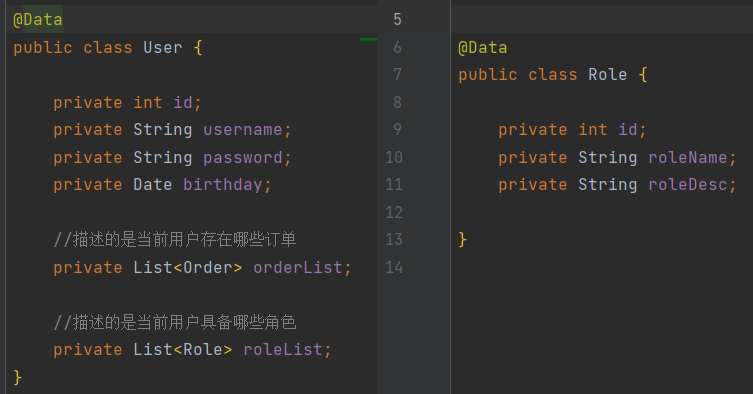 @Data
public class User {
private int id;
private String username;
private String password;
private Date birthday;
//描述的是当前用户存在哪些订单
private List<Order> orderList;
//描述的是当前用户具备哪些角色
private List<Role> roleList;
}
5
6 @Data
7 public class Role {
8
9 private int id;
10 private String roleName;
11 private String roleDesc;
12
13 }
14